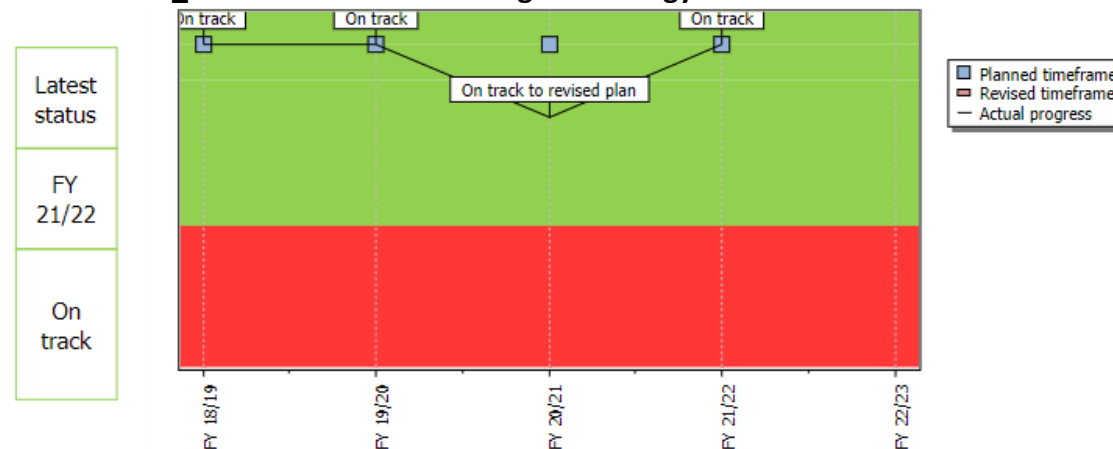 On track
On track
On track
On track to revised plan
Latest
status
FY
21/22
On
track
Planned timeframe
Revised timeframe
Actual progress
FY 18/19
FY 19/20
FY 20/21
FY 21/22
FY 22/23